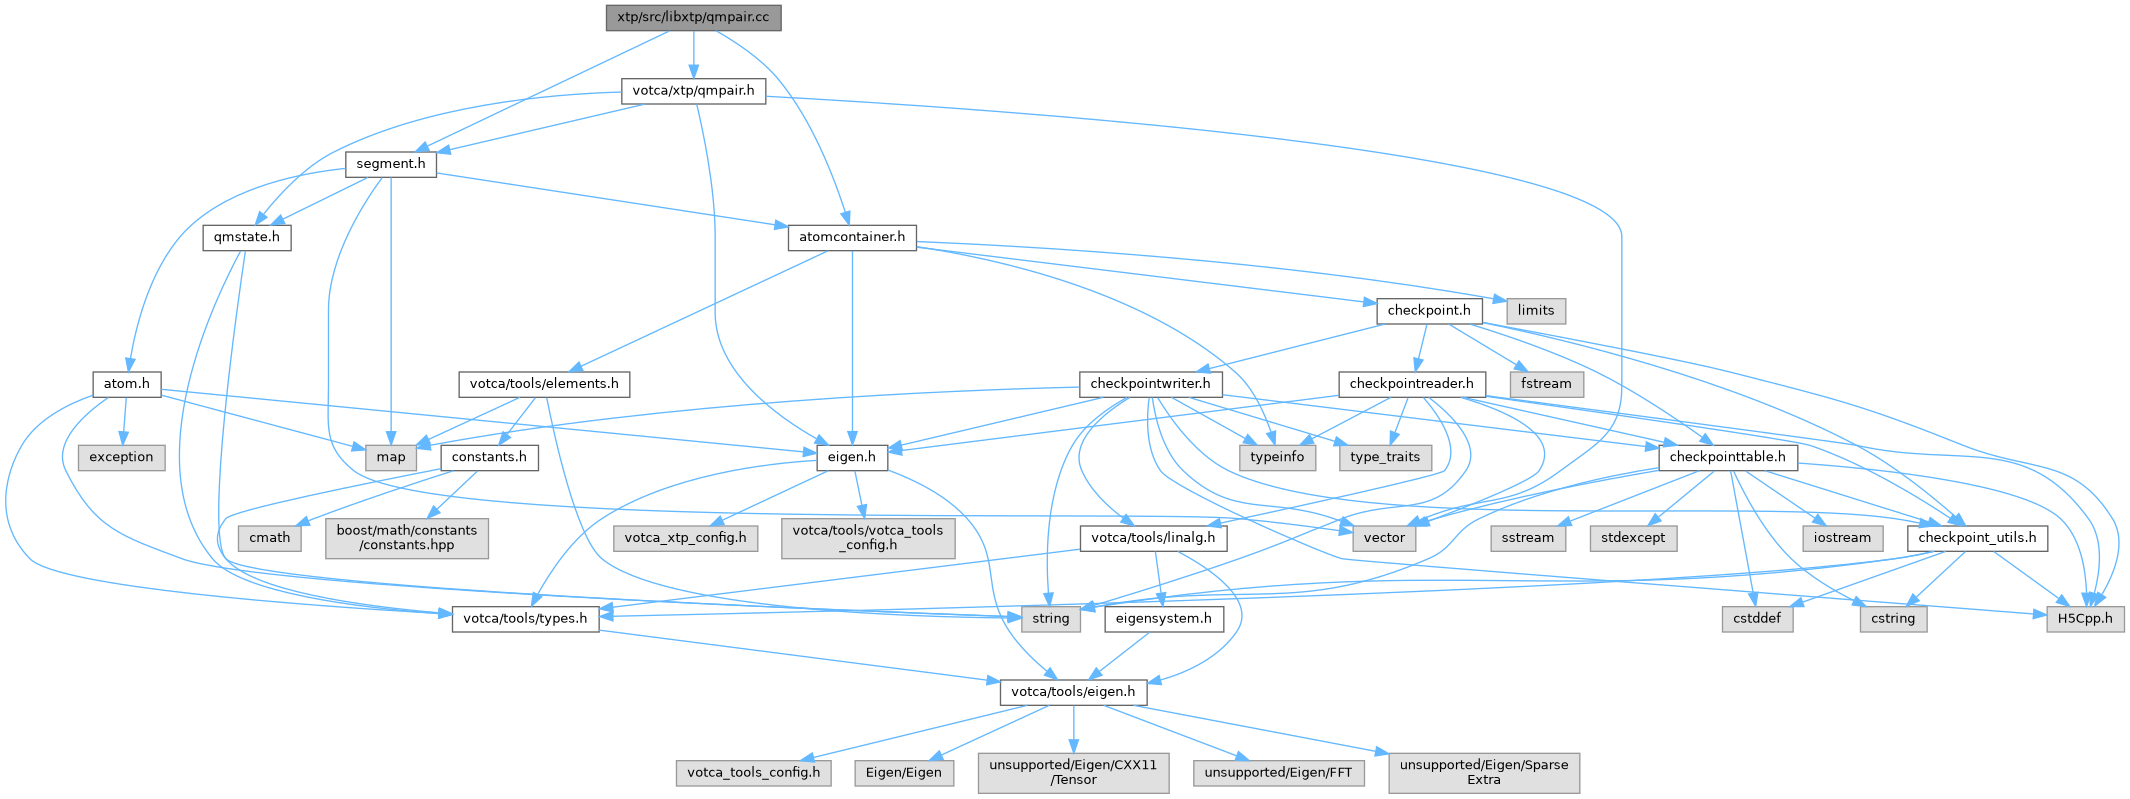 xtp/src/libxtp/qmpair.cc
votca/xtp/qmpair.h
segment.h
qmstate.h
atomcontainer.h
checkpoint.h
limits
atom.h
votca/tools/elements.h
checkpointwriter.h
checkpointreader.h
fstream
exception
map
constants.h
eigen.h
typeinfo
type_traits
checkpointtable.h
cmath
boost/math/constants
/constants.hpp
votca_xtp_config.h
votca/tools/votca_tools
_config.h
votca/tools/linalg.h
vector
sstream
stdexcept
iostream
checkpoint_utils.h
votca/tools/types.h
string
eigensystem.h
cstddef
cstring
H5Cpp.h
votca/tools/eigen.h
votca_tools_config.h
Eigen/Eigen
unsupported/Eigen/CXX11
/Tensor
unsupported/Eigen/FFT
unsupported/Eigen/Sparse
Extra